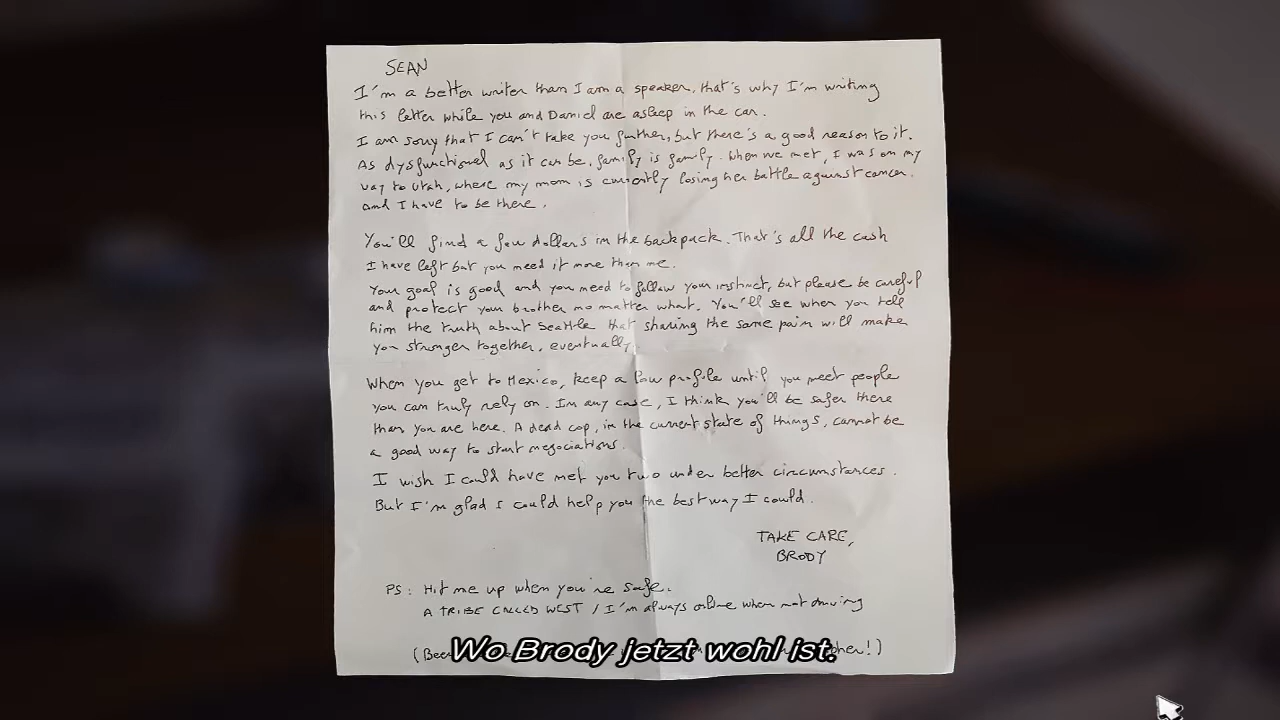 SEAN
I'm a better writer than I am a speaker, that's why I'm writing
this letter while you and Daniel are asleep in the car.
I am sorry that I can't take you further, but there's a good reason to it.
As dysfunctional as it can be, family is family. When we met, I was on my
way to Utah, where my mom is currently losing her battle against cancer.
and I have to be there.
You'll find a few dollars in the backpack. That's all the cash
I have left but you need it more than me.
Your goal is good and you need to follow your instinct, but please be careful
and protect your brother no matter what. You'll see when you tell
him the truth about Seattle that sharing the same pain will make
you stronger together, eventually.
When you get to Mexico, keep a low profile until you meet people
you can truly rely on. In any case, I think you'll be safer there
than you are here. A dead cop, in the current state of things, cannot be
a good way to start negociations.
I wish I could have met you two under better circumstances.
But I'm glad I could help you the best way I could.
TAKE CARE,
BRODY
PS: Hit me up when you're safe.
A TRIBE CALLED WEST / I'm always online when not driving
Wo Brody jetzt wohl ist.